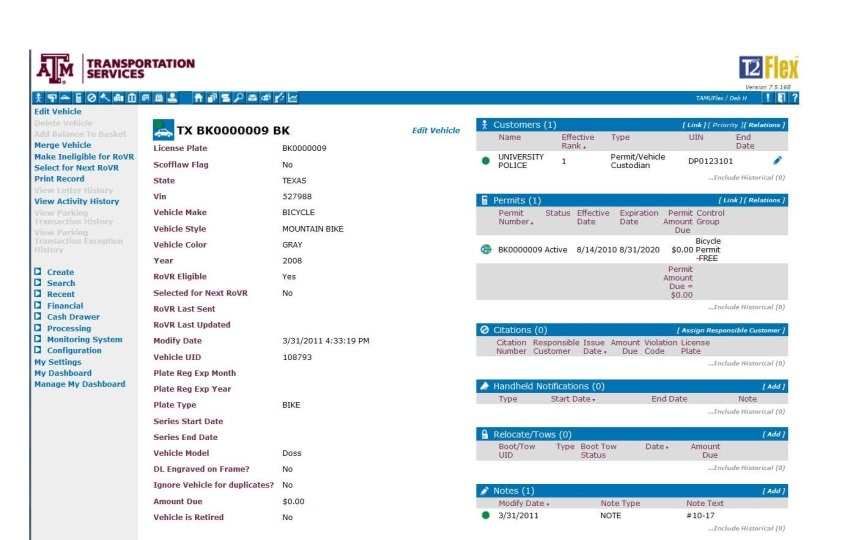 ĀM TRANSPORTATION
SERVICES
T2 Flex
Version 7.5.168
TAMUFlex / Deb H ! ?
Edit Vehicle
Delete Vehicle
Add Balance To Basket
Merge Vehicle
Make Ineligible for RoVR
Select for Next RoVR
Print Record
View Letter History
View Activity History
View Parking
Transaction History
View Parking
Transaction Exception
History
Create
Search
Recent
Financial
Cash Drawer
Processing
Monitoring System
Configuration
My Settings
My Dashboard
Manage My Dashboard
TX BK0000009 BK Edit Vehicle
License Plate BK0000009
Scofflaw Flag No
State TEXAS
Vin 527988
Vehicle Make BICYCLE
Vehicle Style MOUNTAIN BIKE
Vehicle Color GRAY
Year 2008
RoVR Eligible Yes
Selected for Next RoVR No
RoVR Last Sent
RoVR Last Updated
Modify Date 3/31/2011 4:33:19 PM
Vehicle UID 108793
Plate Reg Exp Month
Plate Reg Exp Year
Plate Type BIKE
Series Start Date
Series End Date
Vehicle Model Doss
DL Engraved on Frame? No
Ignore Vehicle for duplicates? No
Amount Due $0.00
Vehicle is Retired No
Customers (1) [ Link ] [ Priority ] [ Relations ]
Name Effective Type UIN End
Rank Date
UNIVERSITY 1 Permit/Vehicle DP0123101
POLICE Custodian
...Include Historical (0)
Permits (1) [ Link ] [ Relations ]
Permit Status Effective Expiration Permit Control
Number Date Date Amount Group
Due
Bicycle
BK0000009 Active 8/14/2010 8/31/2020 $0.00 Permit
-FREE
Permit
Amount
Due =
$0.00
...Include Historical (0)
Citations (0) [ Assign Responsible Customer ]
Citation Responsible Issue Amount Violation License
Number Customer Date Due Code Plate
...Include Historical (0)
Handheld Notifications (0) [ Add ]
Type Start Date End Date Note
...Include Historical (0)
Relocate/Tows (0) [ Add ]
Boot/Tow Type Boot Tow Date Amount
UID Status Due
...Include Historical (0)
Notes (1) [ Add ]
Modify Date Note Type Note Text
3/31/2011 NOTE #10-17
...Include Historical (0)